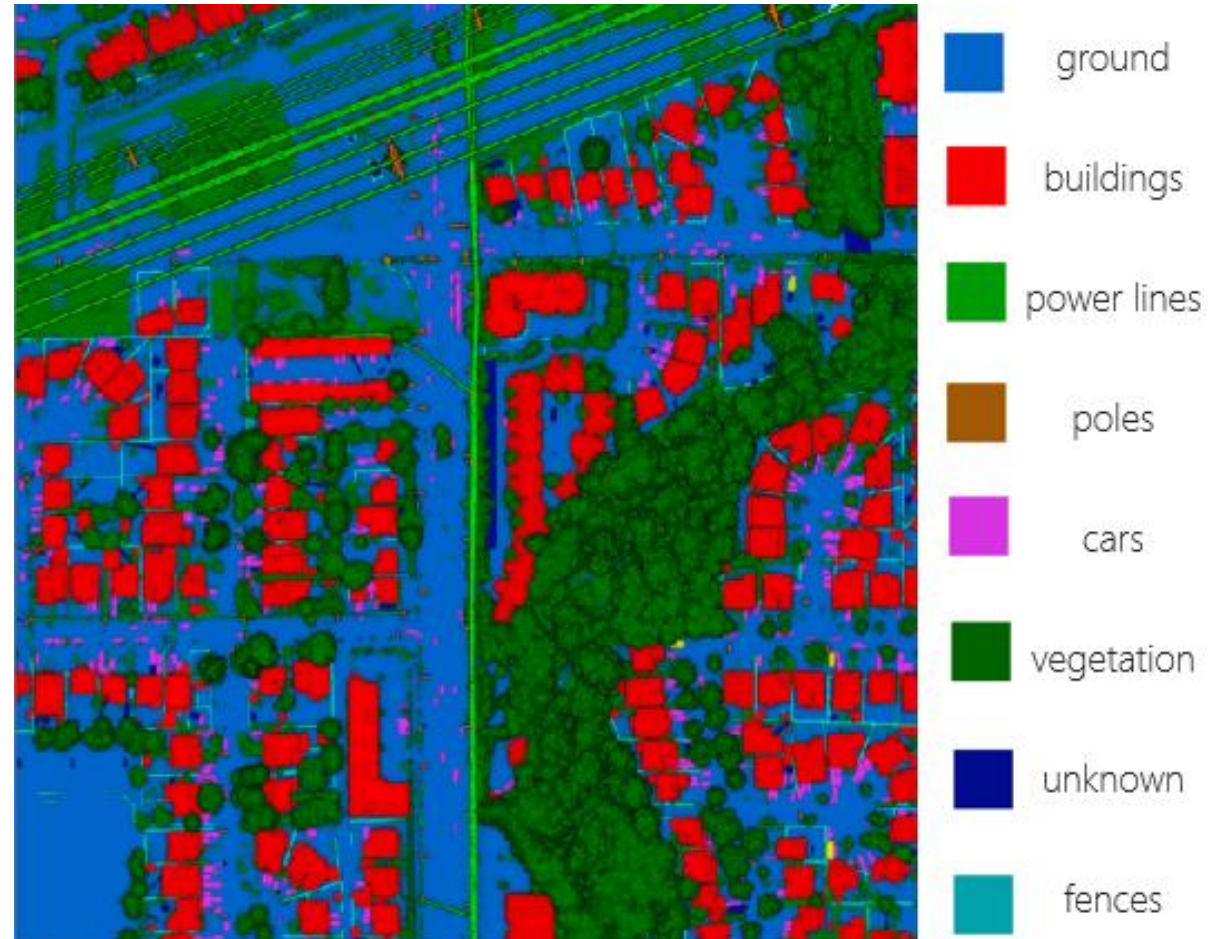 ground
buildings
power lines
poles
cars
vegetation
unknown
fences